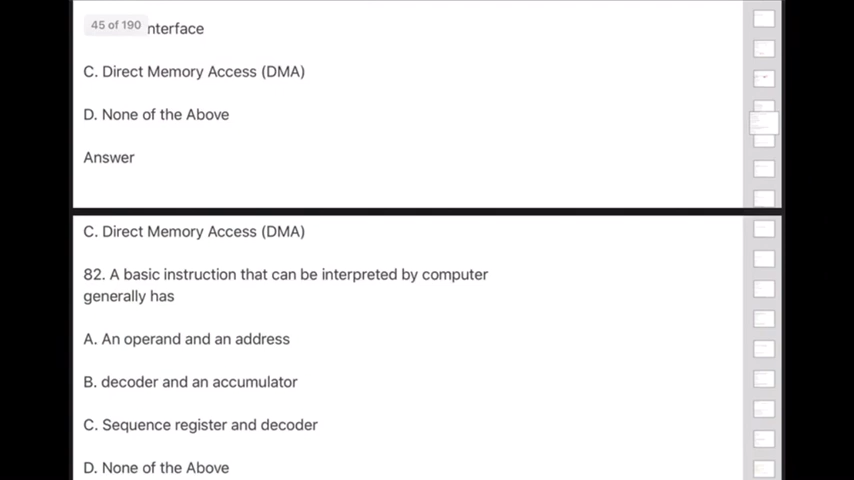 45 of 190
nterface
C. Direct Memory Access (DMA)
D. None of the Above
Answer
C. Direct Memory Access (DMA)
82. A basic instruction that can be interpreted by computer
generally has
A. An operand and an address
B. decoder and an accumulator
C. Sequence register and decoder
D. None of the Above